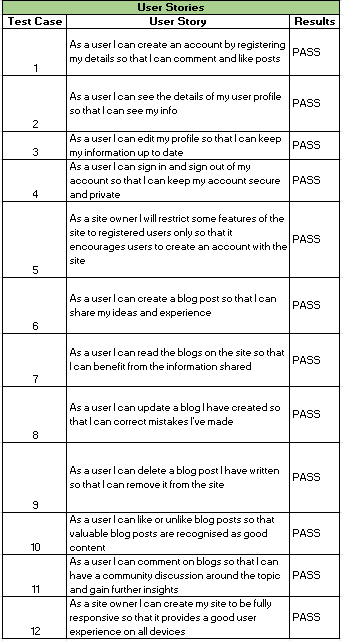 User Stories
Test Case User Story Results
As a user I can create an account by registering
my details so that I can comment and like posts
1 PASS
As a user I can see the details of my user profile
so that I can see my info
2 PASS
As a user I can edit my profile so that I can keep
my information up to date
3 PASS
As a user I can sign in and sign out of my
account so that I can keep my account secure
and private
4 PASS
As a site owner I will restrict some features of the
site to registered users only so that it
encourages users to create an account with the
site
5 PASS
As a user I can create a blog post so that I can
share my ideas and experience
6 PASS
As a user I can read the blogs on the site so that
I can benefit from the information shared
7 PASS
As a user I can update a blog I have created so
that I can correct mistakes I've made
8 PASS
As a user I can delete a blog post I have written
so that I can remove it from the site
9 PASS
As a user I can like or unlike blog posts so that
valuable blog posts are recognised as good
content
10 PASS
As a user I can comment on blogs so that I can
have a community discussion around the topic
and gain further insights
11 PASS
As a site owner I can create my site to be fully
responsive so that it provides a good user
experience on all devices
12 PASS